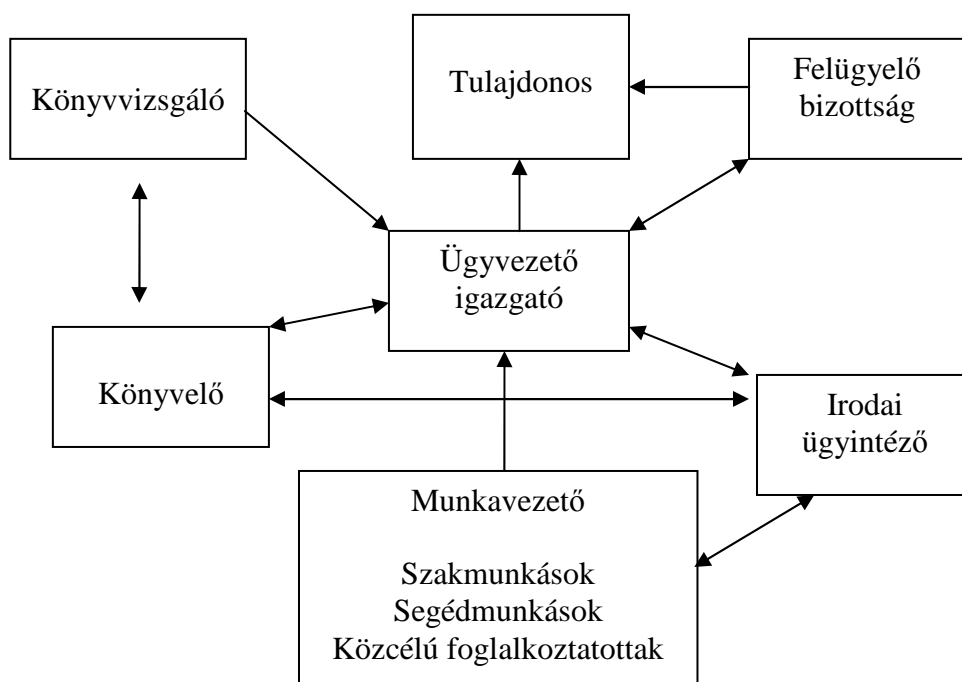 Könyvvizsgáló
Tulajdonos
Felügyelő
bizottság
Ügyvezető
igazgató
Könyvelő
Irodai
ügyintéző
Munkavezető
Szakmunkások
Segédmunkások
Közcélú foglalkoztatottak